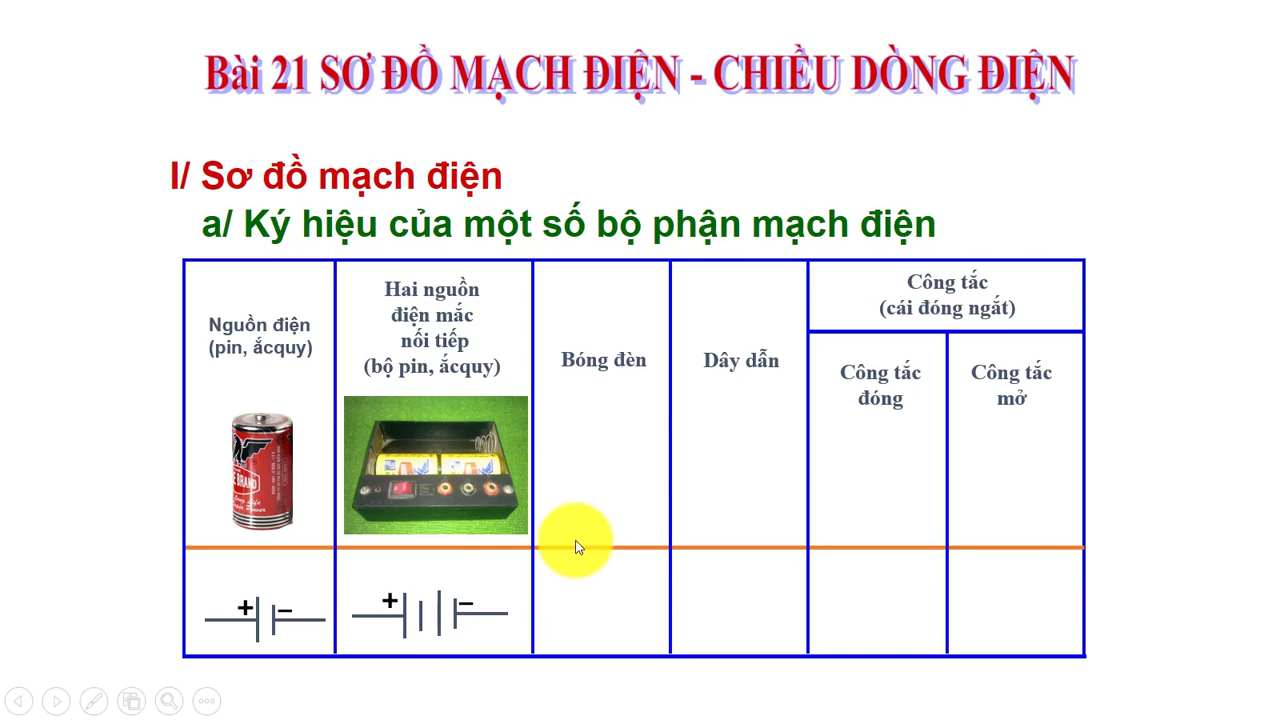 Bài 21 SƠ ĐỒ MẠCH ĐIỆN - CHIỀU DÒNG ĐIỆN
I/ Sơ đồ mạch điện
a/ Ký hiệu của một số bộ phận mạch điện
Nguồn điện
(pin, ắcquy)
Hai nguồn
điện mắc
nối tiếp
(bộ pin, ắcquy)
Bóng đèn
Dây dẫn
Công tắc
(cái đóng ngắt)
Công tắc
đóng
Công tắc
mở
BRAND
+ –
+ –